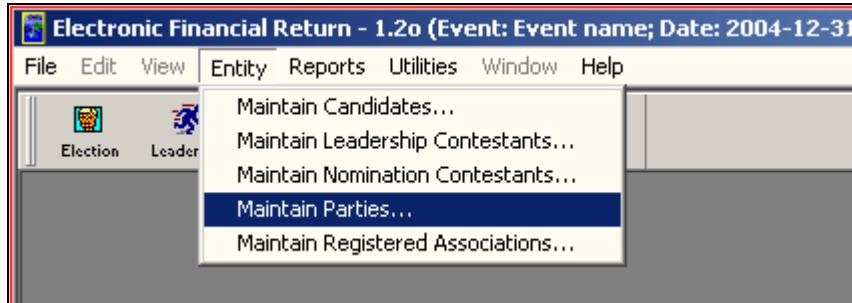 Electronic Financial Return - 1.2o (Event: Event name; Date: 2004-12-31
File Edit View Entity Reports Utilities Window Help
Election Leader
Maintain Candidates...
Maintain Leadership Contestants...
Maintain Nomination Contestants...
Maintain Parties...
Maintain Registered Associations...